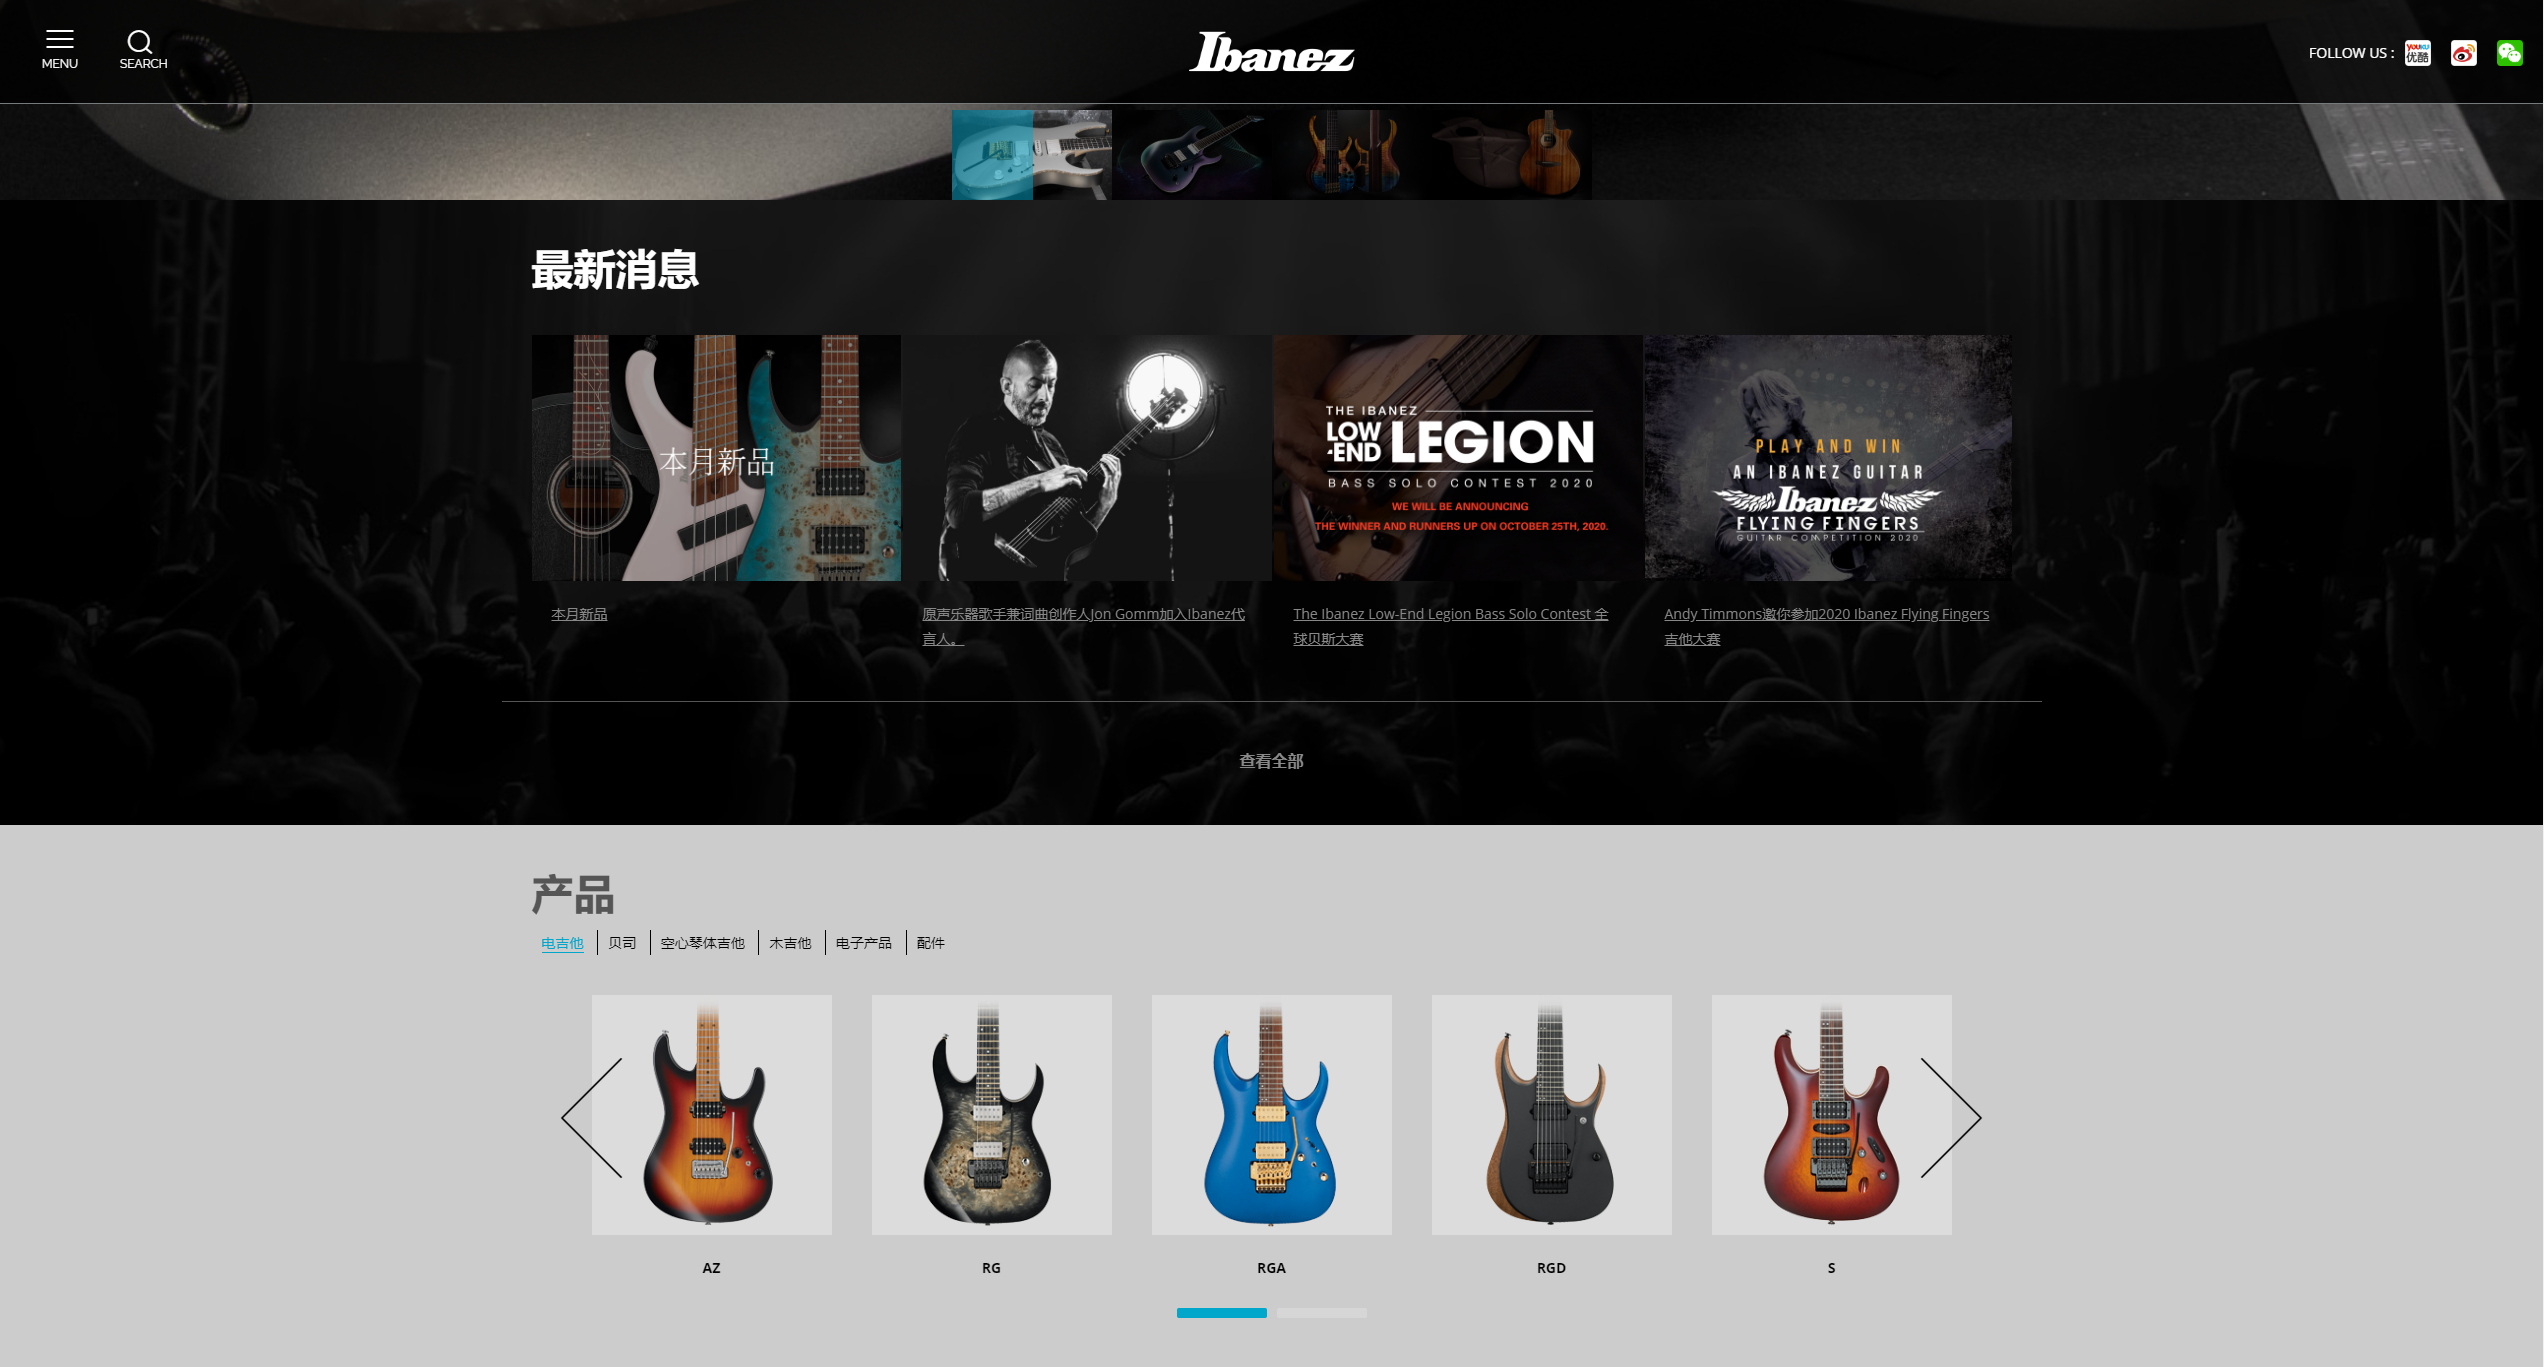 MENU
SEARCH
Ibanez
FOLLOW US :
YOUKU
优酷
最新消息
本月新品
THE IBANEZ
LOW
-END
LEGION
BASS SOLO CONTEST 2020
WE WILL BE ANNOUNCING
THE WINNER AND RUNNERS UP ON OCTOBER 25TH, 2020.
PLAY AND WIN
AN IBANEZ GUITAR
Ibanez
FLYING FINGERS
GUITAR COMPETITION 2020
本月新品
原声乐器歌手兼词曲创作人Jon Gomm加入Ibanez代
言人。
The Ibanez Low-End Legion Bass Solo Contest 全
球贝斯大赛
Andy Timmons邀你参加2020 Ibanez Flying Fingers
吉他大赛
查看全部
产品
电吉他
贝司
空心琴体吉他
木吉他
电子产品
配件
AZ
RG
RGA
RGD
S